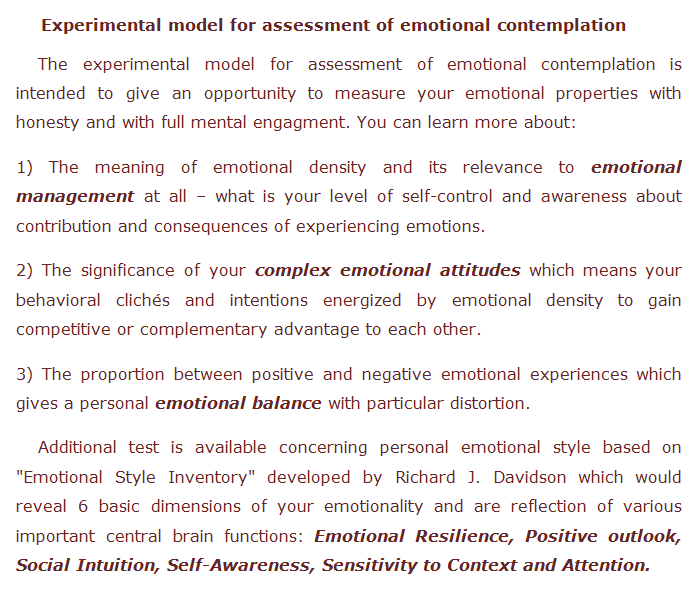 Experimental model for assessment of emotional contemplation
The experimental model for assessment of emotional contemplation is
intended to give an opportunity to measure your emotional properties with
honesty and with full mental engagment. You can learn more about:
1) The meaning of emotional density and its relevance to emotional
management at all – what is your level of self-control and awareness about
contribution and consequences of experiencing emotions.
2) The significance of your complex emotional attitudes which means your
behavioral clichés and intentions energized by emotional density to gain
competitive or complementary advantage to each other.
3) The proportion between positive and negative emotional experiences which
gives a personal emotional balance with particular distortion.
Additional test is available concerning personal emotional style based on
"Emotional Style Inventory" developed by Richard J. Davidson which would
reveal 6 basic dimensions of your emotionality and are reflection of various
important central brain functions: Emotional Resilience, Positive outlook,
Social Intuition, Self-Awareness, Sensitivity to Context and Attention.